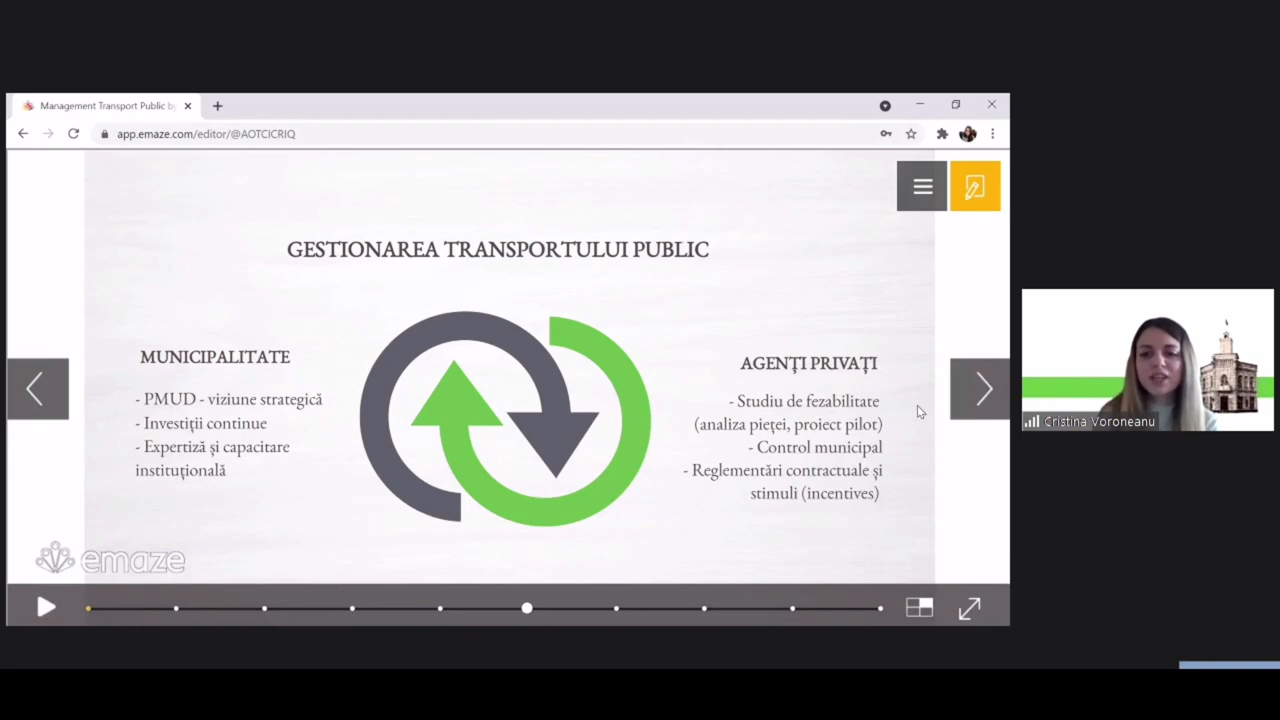 Management Transport Public by
app.emaze.com/editor/@AOTCICRIQ
GESTIONAREA TRANSPORTULUI PUBLIC
MUNICIPALITATE
- PMUD - viziune strategică
- Investiții continue
- Expertiză și capacitare
instituțională
AGENȚI PRIVAȚI
- Studiu de fezabilitate
(analiza pieței, proiect pilot)
- Control municipal
- Reglementări contractuale și
stimuli (incentives)
emaze
Cristina Voroneanu